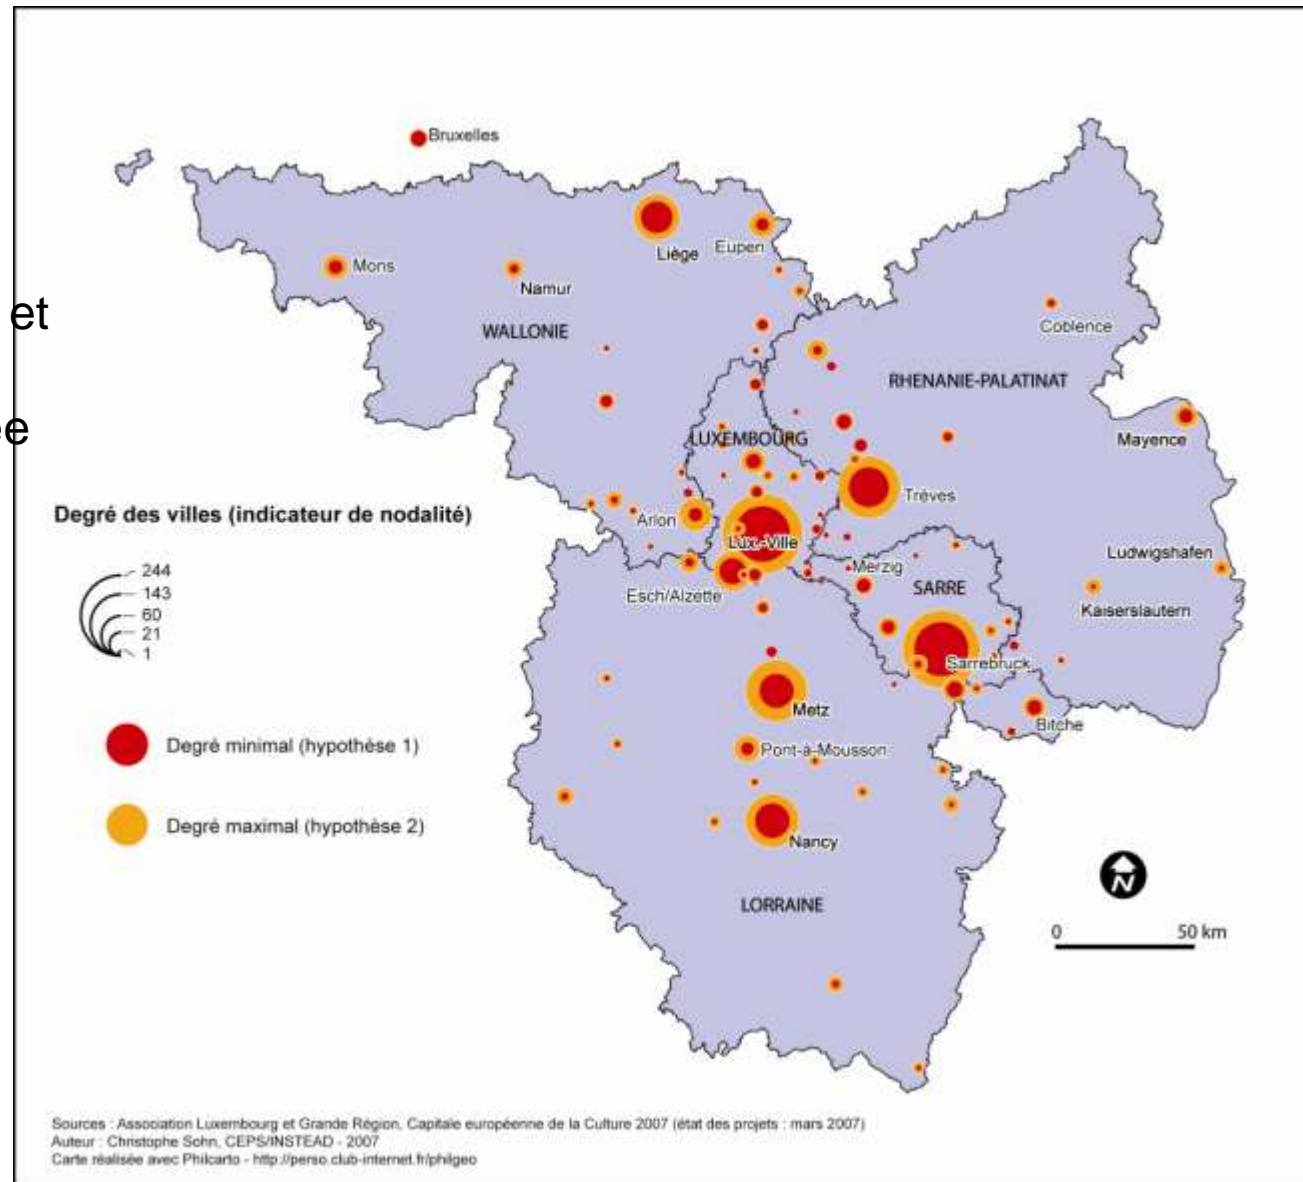 Bruxelles
Liège
Eupen
Mons
Namur
et
Coblence
WALLONIE
RHENANIE-PALATINAT
LUXEMBOURG
Mayence
ée
Trèves
Degré des villes (indicateur de nodalité)
Arlon
Lux.-Ville
Ludwigshafen
244
143
60
21
1
Merzig
SARRE
Esch/Alzette
Kaiserslautern
Sarrebruck
Metz
Bitche
Degré minimal (hypothèse 1)
Pont-à-Mousson
Degré maximal (hypothèse 2)
Nancy
N
LORRAINE
0 50 km
Sources : Association Luxembourg et Grande Région, Capitale européenne de la Culture 2007 (état des projets : mars 2007)
Auteur : Christophe Sohn, CEPS/INSTEAD - 2007
Carte réalisée avec Philcarto - http://perso.club-internet.fr/philgeo